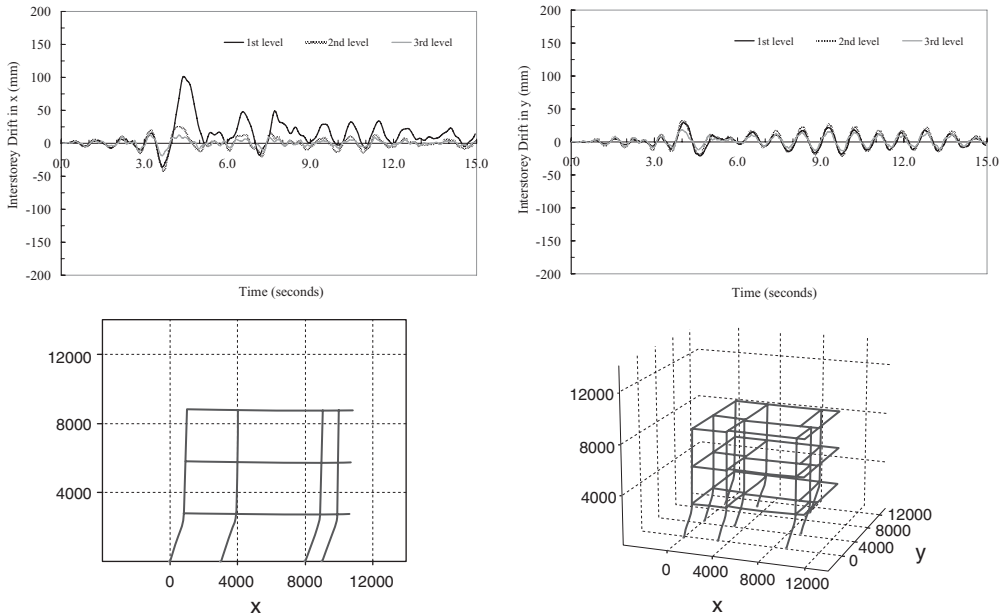 200
150
100
50
0
-50
-100
-150
-200
Interstorey Drift in x (mm)
1st level 2nd level 3rd level
0.0 3.0 6.0 9.0 12.0 15.0
Time (seconds)
200
150
100
50
0
-50
-100
-150
-200
Interstorey Drift in y (mm)
1st level 2nd level 3rd level
0.0 3.0 6.0 9.0 12.0 15.0
Time (seconds)
12000
8000
4000
0 4000 8000 12000
x
12000
8000
4000
0 4000 8000 12000
x
12000
8000
4000
0
y